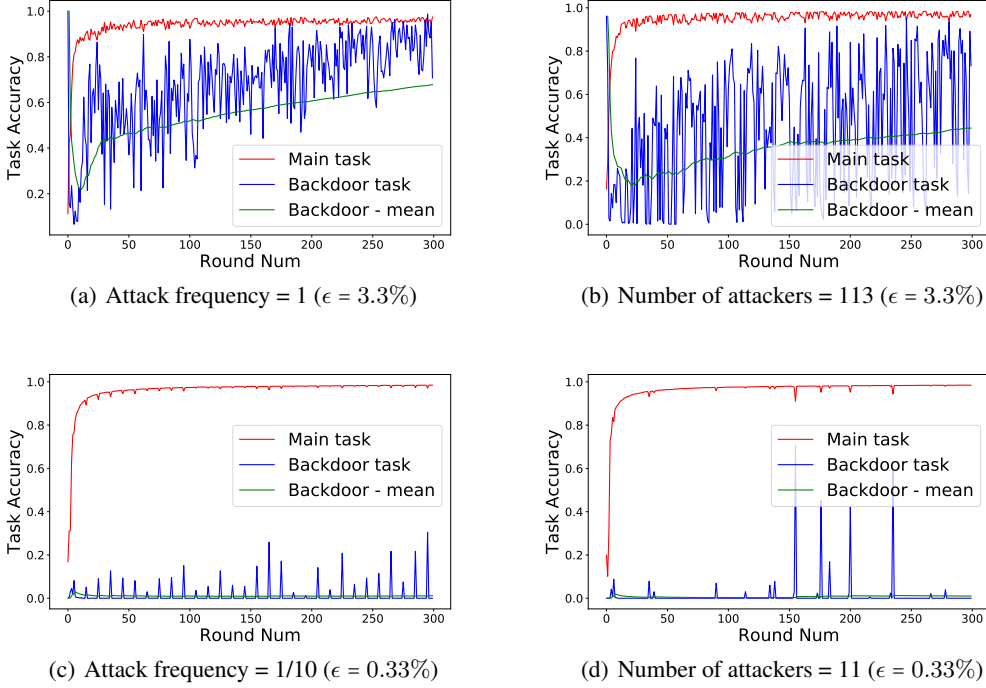 1.0
0.8
0.6
0.4
0.2
Task Accuracy
Main task
Backdoor task
Backdoor - mean
0 50 100 150 200 250 300
Round Num
(a) Attack frequency = 1 (ϵ = 3.3%)
1.0
0.8
0.6
0.4
0.2
0.0
Task Accuracy
Main task
Backdoor task
Backdoor - mean
0 50 100 150 200 250 300
Round Num
(b) Number of attackers = 113 (ϵ = 3.3%)
1.0
0.8
0.6
0.4
0.2
0.0
Task Accuracy
Main task
Backdoor task
Backdoor - mean
0 50 100 150 200 250 300
Round Num
(c) Attack frequency = 1/10 (ϵ = 0.33%)
1.0
0.8
0.6
0.4
0.2
0.0
Task Accuracy
Main task
Backdoor task
Backdoor - mean
0 50 100 150 200 250 300
Round Num
(d) Number of attackers = 11 (ϵ = 0.33%)